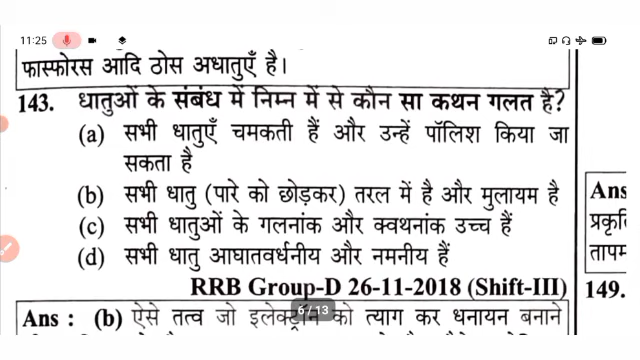 11:25
फास्फोरस आदि ठोस अधातुएँ है।
143. धातुओं के संबंध में निम्न में से कौन सा कथन गलत है?
(a) सभी धातुएँ चमकती हैं और उन्हें पॉलिश किया जा
सकता है
(b) सभी धातु (पारे को छोड़कर) तरल में है और मुलायम है
(c) सभी धातुओं के गलनांक और क्वथनांक उच्च हैं
(d) सभी धातु आघातवर्धनीय और नमनीय हैं
RRB Group-D 26-11-2018 (Shift-III)
6 / 13
Ans : (b) ऐसे तत्व जो इलेक्ट्रॉन को त्याग कर धनायन बनाने
Ans
149.